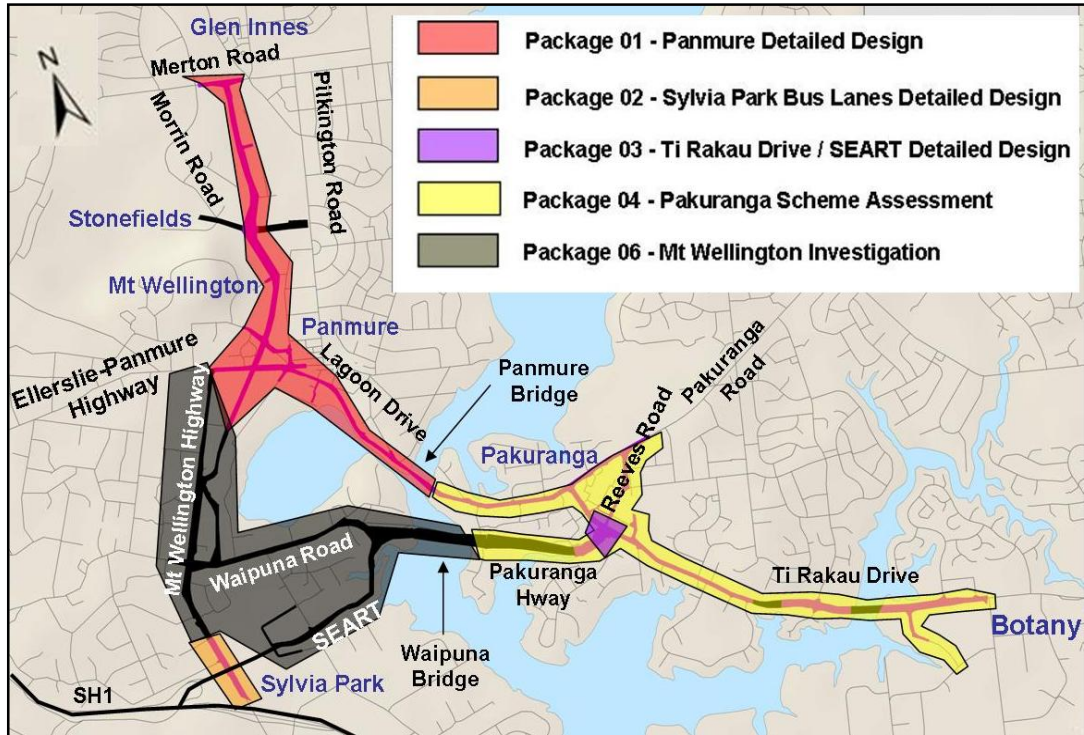 Glen Innes
Merton Road
N
Morrin Road
Pilkington Road
Package 01 - Panmure Detailed Design
Package 02 - Sylvia Park Bus Lanes Detailed Design
Package 03 - Ti Rakau Drive / SEART Detailed Design
Package 04 - Pakuranga Scheme Assessment
Package 06 - Mt Wellington Investigation
Stonefields
Mt Wellington
Panmure
Ellerslie-Panmure
Highway
Lagoon Drive
Panmure
Bridge
Pakuranga
Road
Mt Wellington Highway
Pakuranga
Reeves Road
Waipuna Road
Pakuranga
Hway
Ti Rakau Drive
Botany
SEART
Waipuna
Bridge
Sylvia Park
SH1